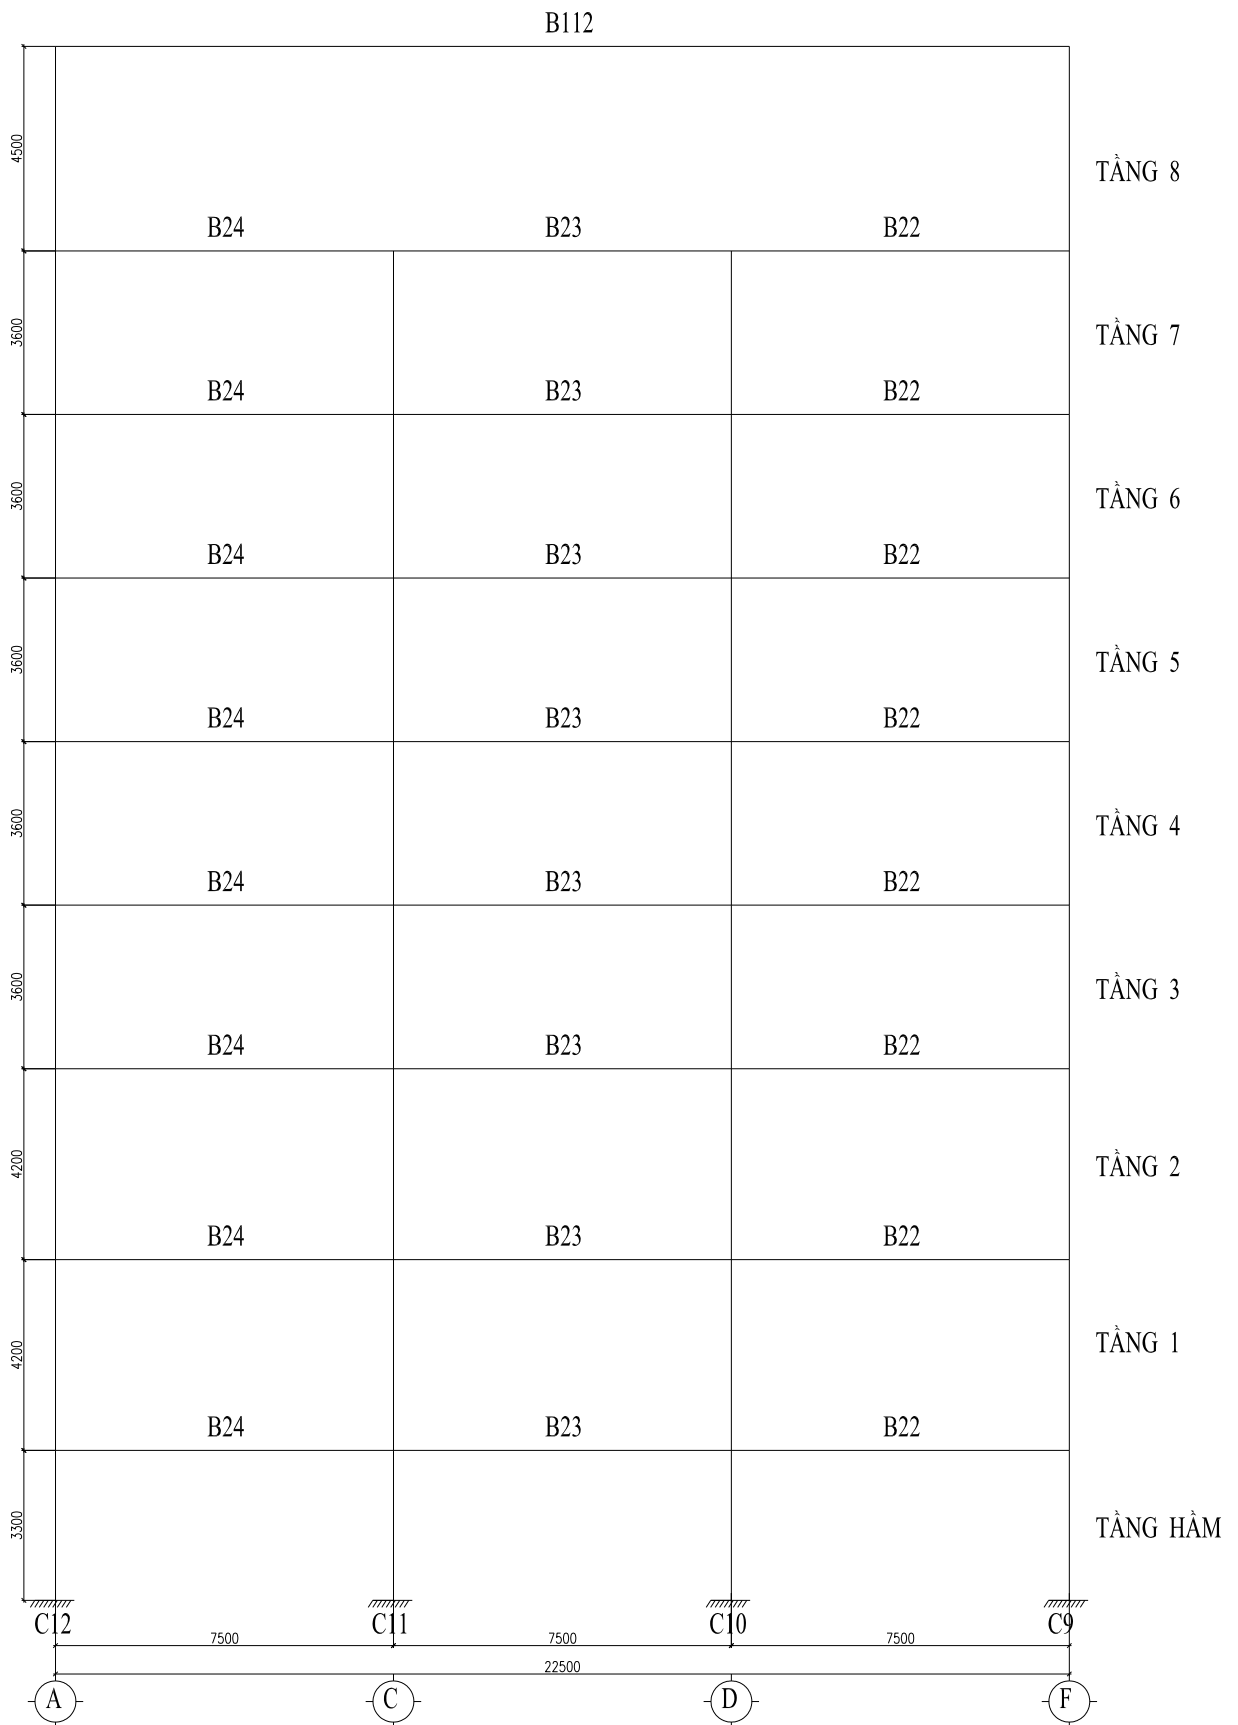 B112
4500
TẦNG 8
B24 B23 B22
3600
TẦNG 7
B24 B23 B22
3600
TẦNG 6
B24 B23 B22
3600
TẦNG 5
B24 B23 B22
3600
TẦNG 4
B24 B23 B22
3600
TẦNG 3
B24 B23 B22
4200
TẦNG 2
B24 B23 B22
4200
TẦNG 1
B24 B23 B22
3300
TẦNG HẦM
C12 C11 C10 C9
7500 7500 7500
22500
A C D F